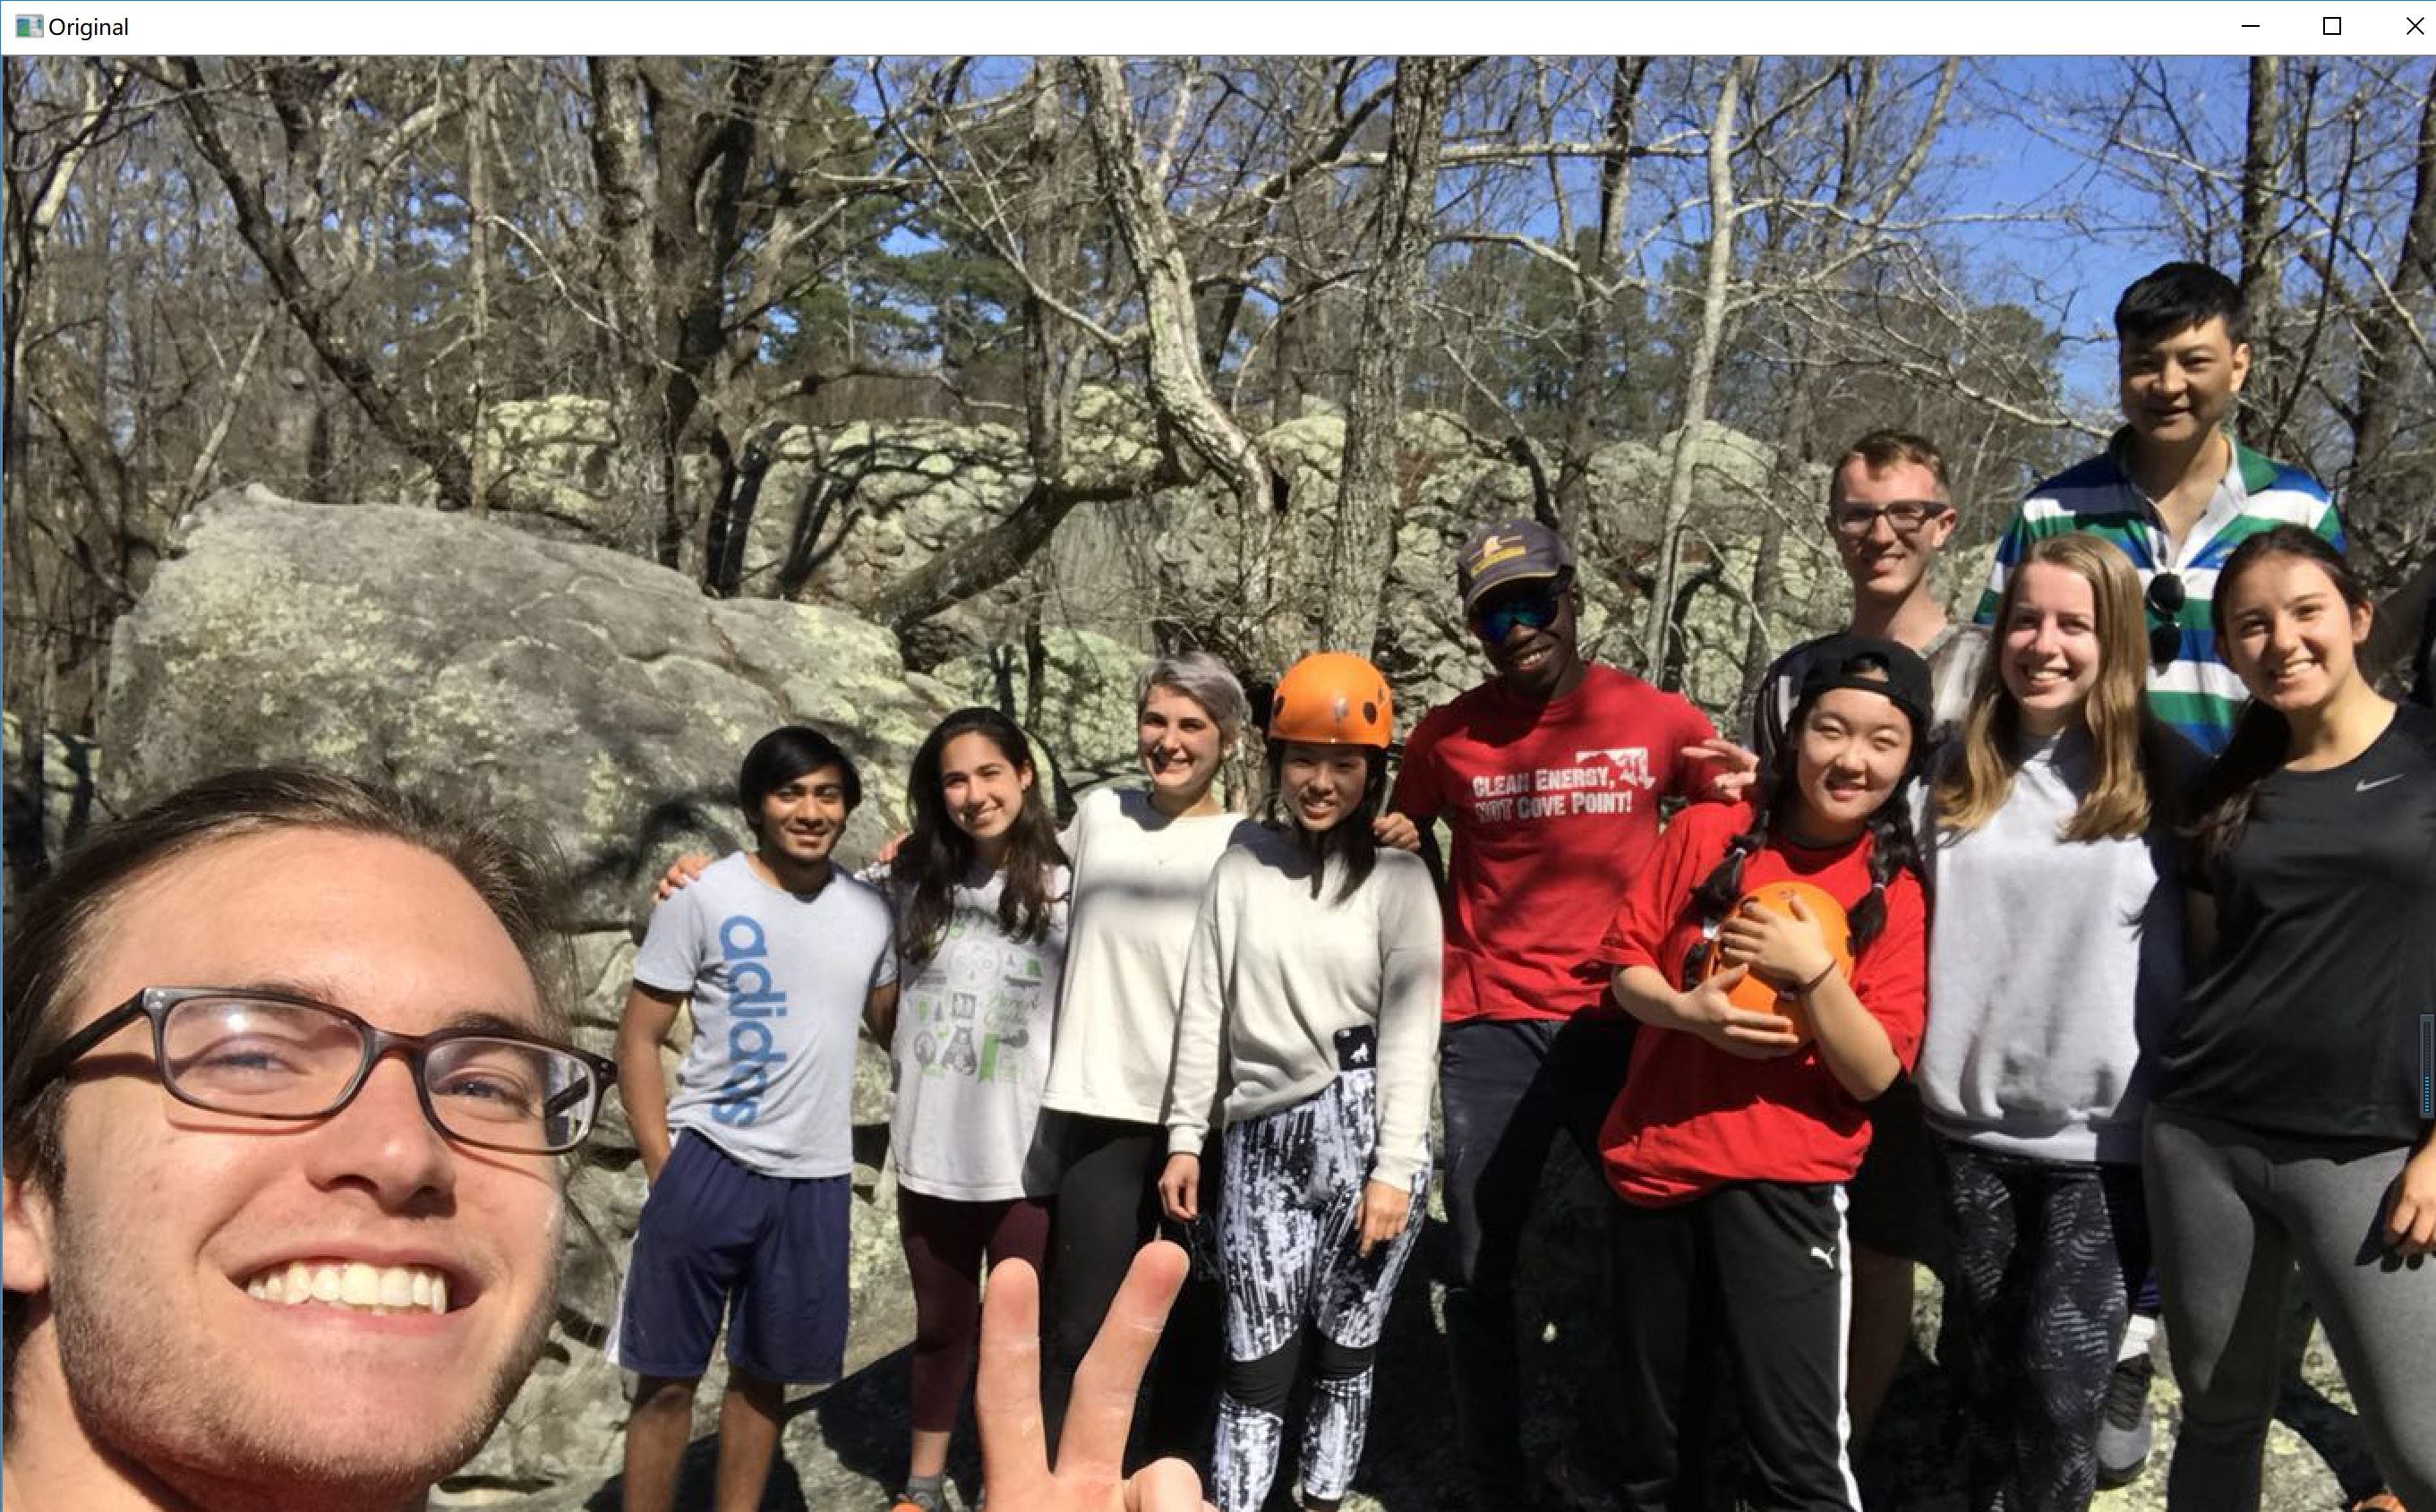 Original
CLEAN ENERGY,
NOT COVE POINT!
adidas